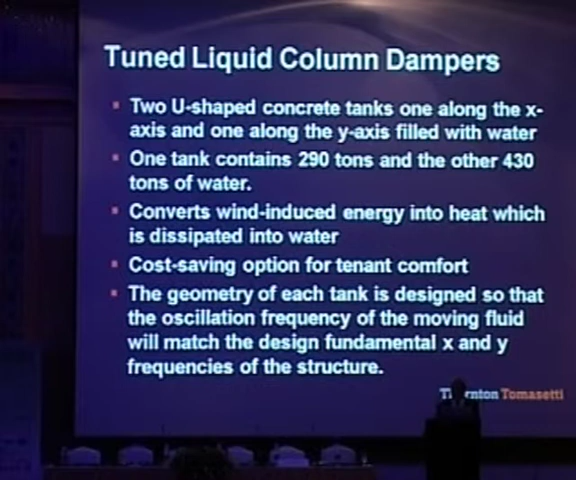 Tuned Liquid Column Dampers
Two U-shaped concrete tanks one along the x-
axis and one along the y-axis filled with water
One tank contains 290 tons and the other 430
tons of water.
Converts wind-induced energy into heat which
is dissipated into water
Cost-saving option for tenant comfort
The geometry of each tank is designed so that
the oscillation frequency of the moving fluid
will match the design fundamental x and y
frequencies of the structure.
Tomasetti